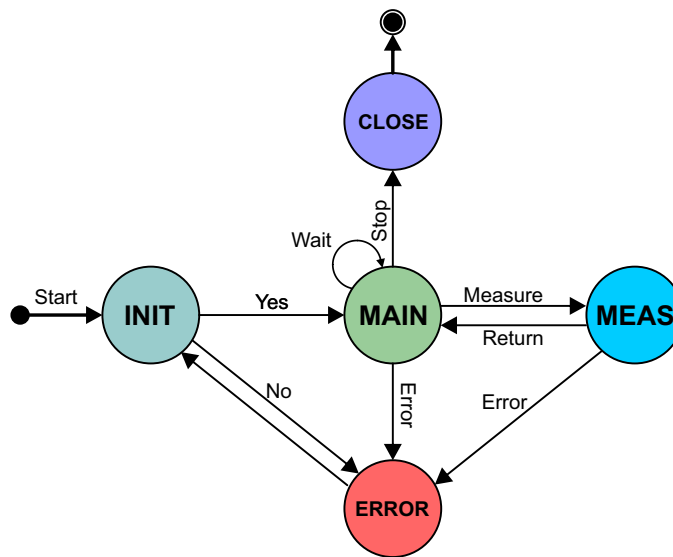 CLOSE
Stop
Wait
Start
INIT
Yes
MAIN
Measure
MEAS
Return
No
Error
Error
ERROR